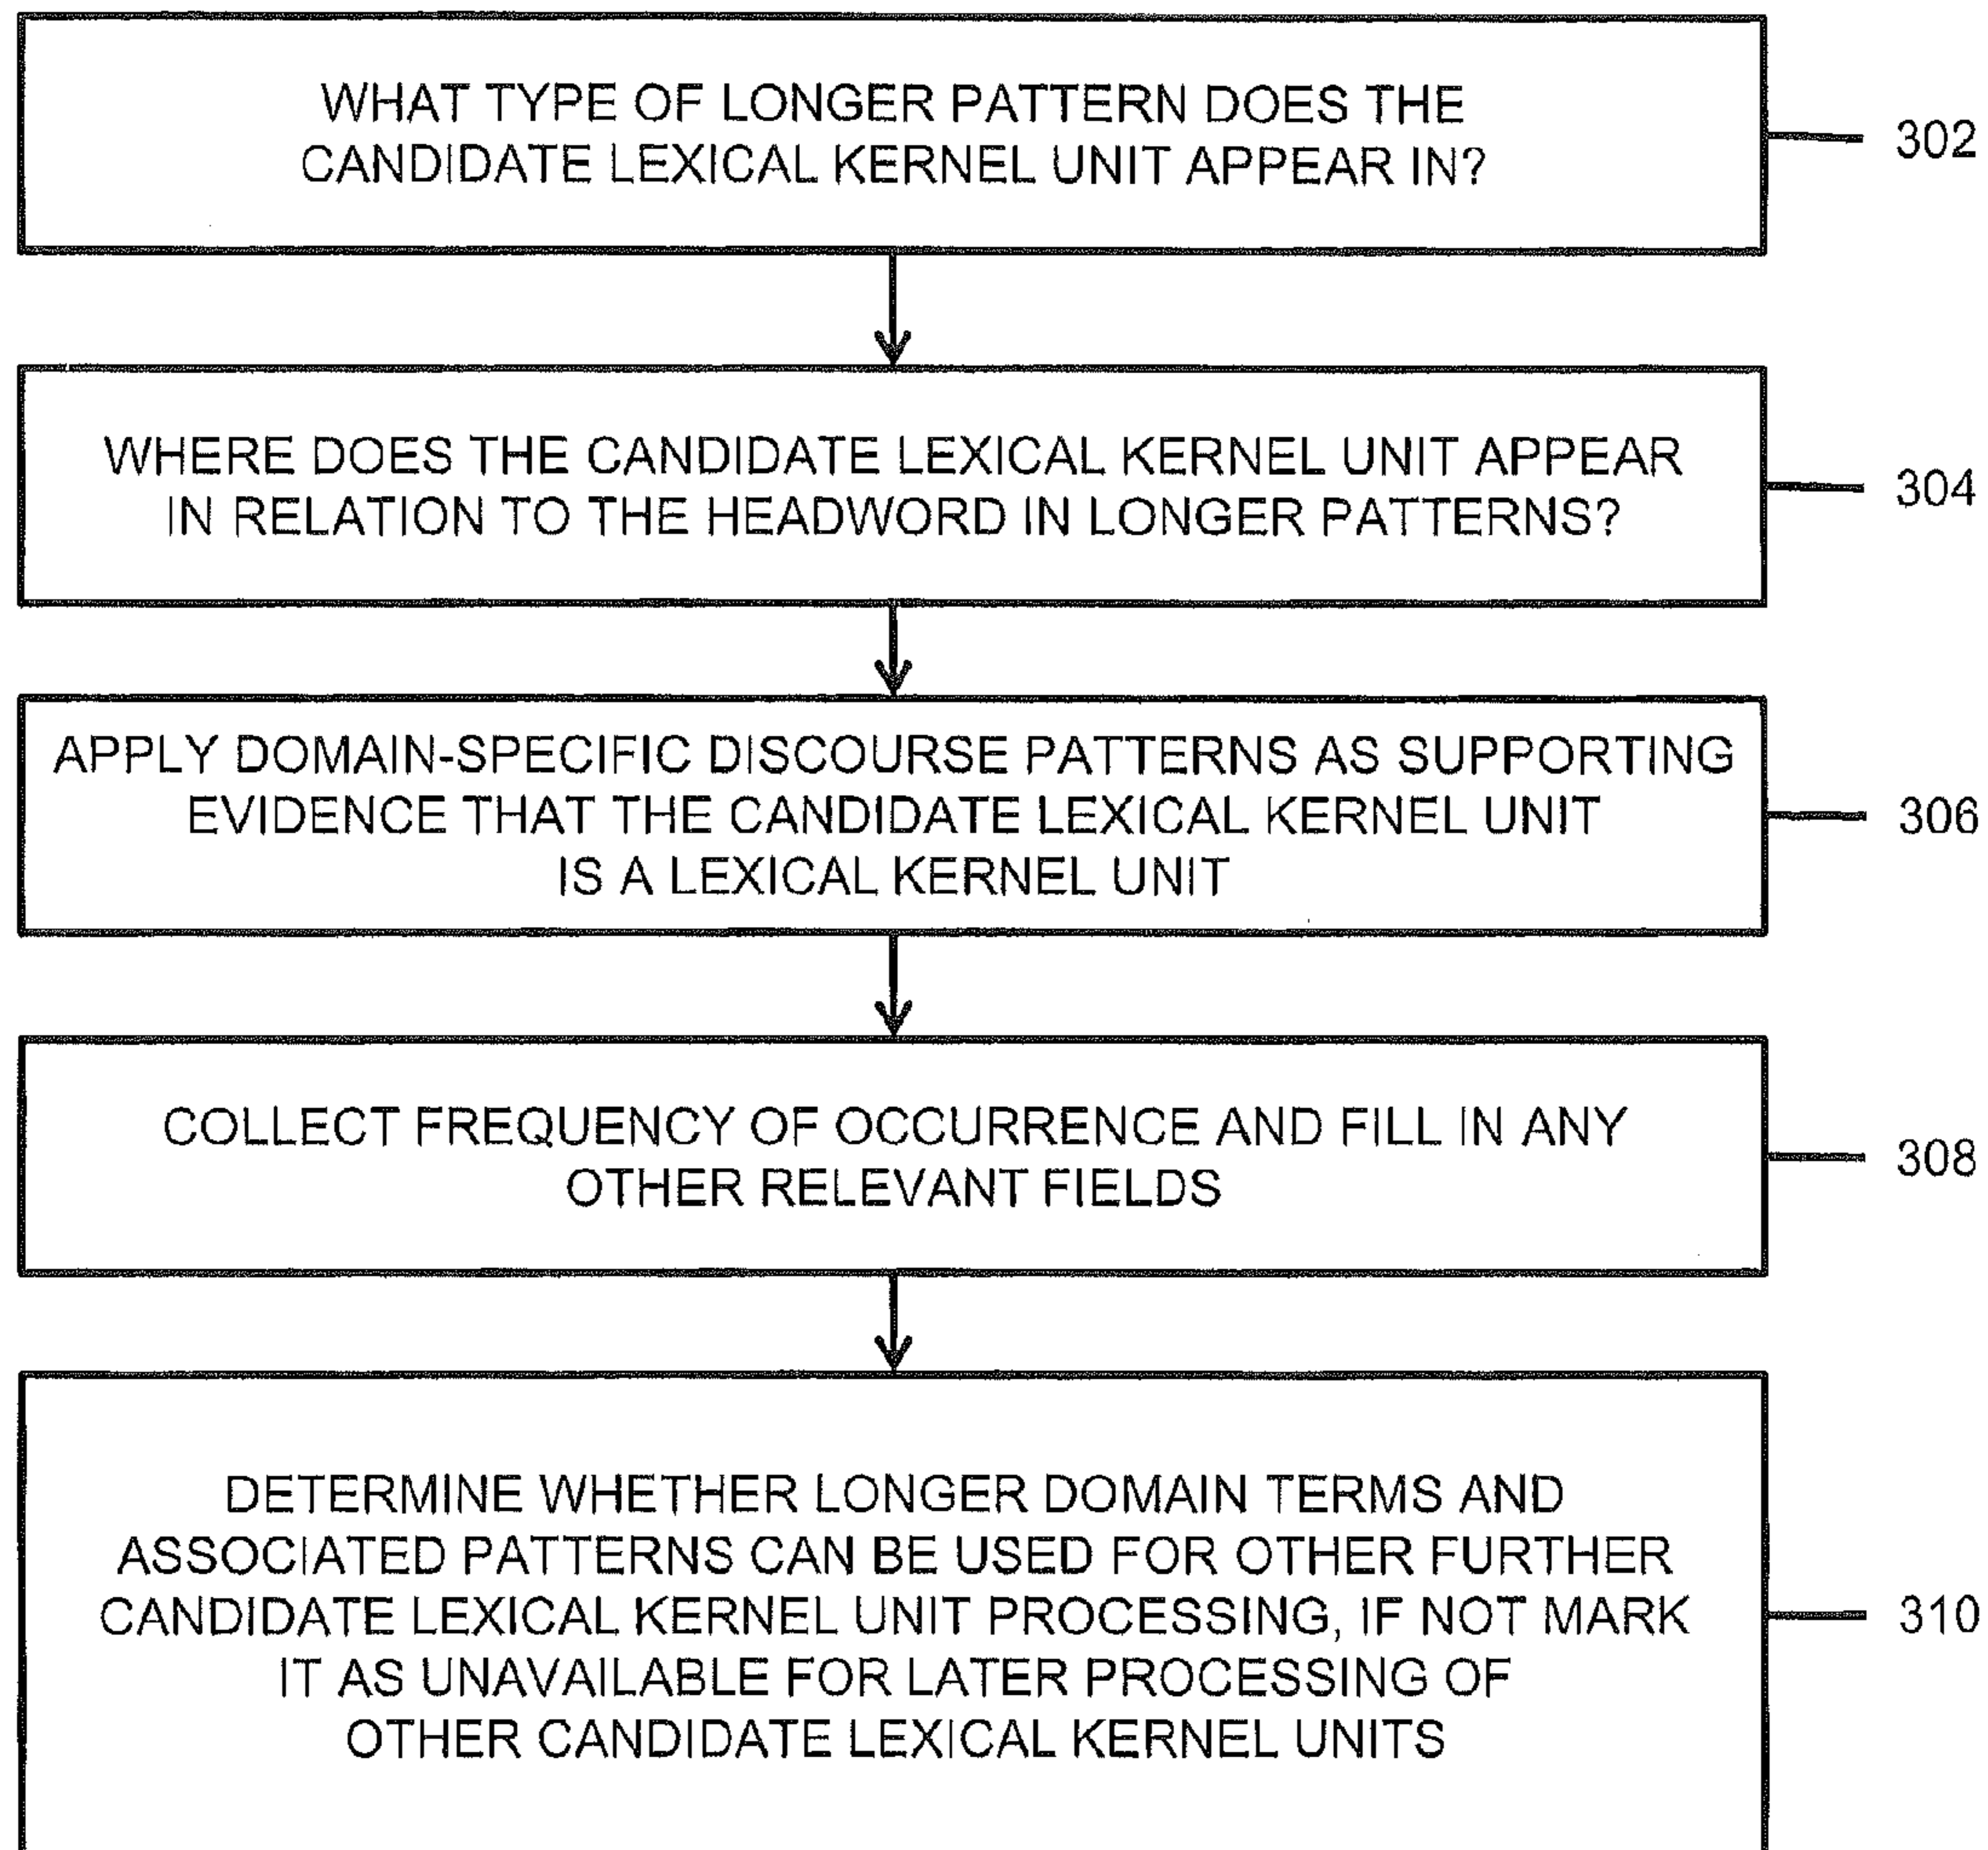 WHAT TYPE OF LONGER PATTERN DOES THE
CANDIDATE LEXICAL KERNEL UNIT APPEAR IN?
302
WHERE DOES THE CANDIDATE LEXICAL KERNEL UNIT APPEAR
IN RELATION TO THE HEADWORD IN LONGER PATTERNS?
304
APPLY DOMAIN-SPECIFIC DISCOURSE PATTERNS AS SUPPORTING
EVIDENCE THAT THE CANDIDATE LEXICAL KERNEL UNIT
IS A LEXICAL KERNEL UNIT
306
COLLECT FREQUENCY OF OCCURRENCE AND FILL IN ANY
OTHER RELEVANT FIELDS
308
DETERMINE WHETHER LONGER DOMAIN TERMS AND
ASSOCIATED PATTERNS CAN BE USED FOR OTHER FURTHER
CANDIDATE LEXICAL KERNEL UNIT PROCESSING, IF NOT MARK
IT AS UNAVAILABLE FOR LATER PROCESSING OF
OTHER CANDIDATE LEXICAL KERNEL UNITS
310